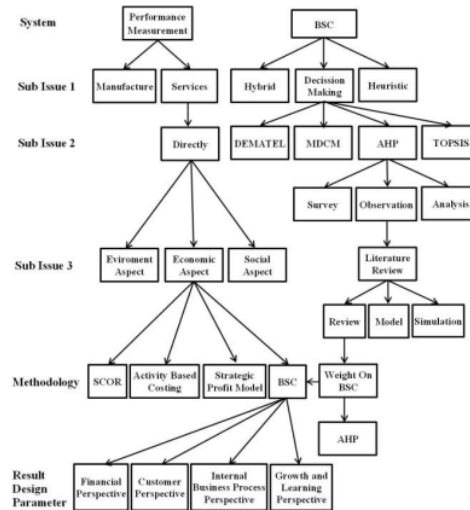 System
Performance
Measurement
BSC
Sub Issue 1
Manufacture
Services
Hybrid
Decission
Making
Heuristic
Sub Issue 2
Directly
DEMATEL
MDCM
AHP
TOPSIS
Survey
Observation
Analysis
Sub Issue 3
Eviroment
Aspect
Economic
Aspect
Social
Aspect
Literature
Review
Review
Model
Simulation
Methodology
SCOR
Activity Based
Costing
Strategic
Profit Model
BSC
Weight On
BSC
AHP
Result
Design
Parameter
Financial
Perspective
Customer
Perspective
Internal
Business Process
Perspective
Growth and
Learning
Perspective